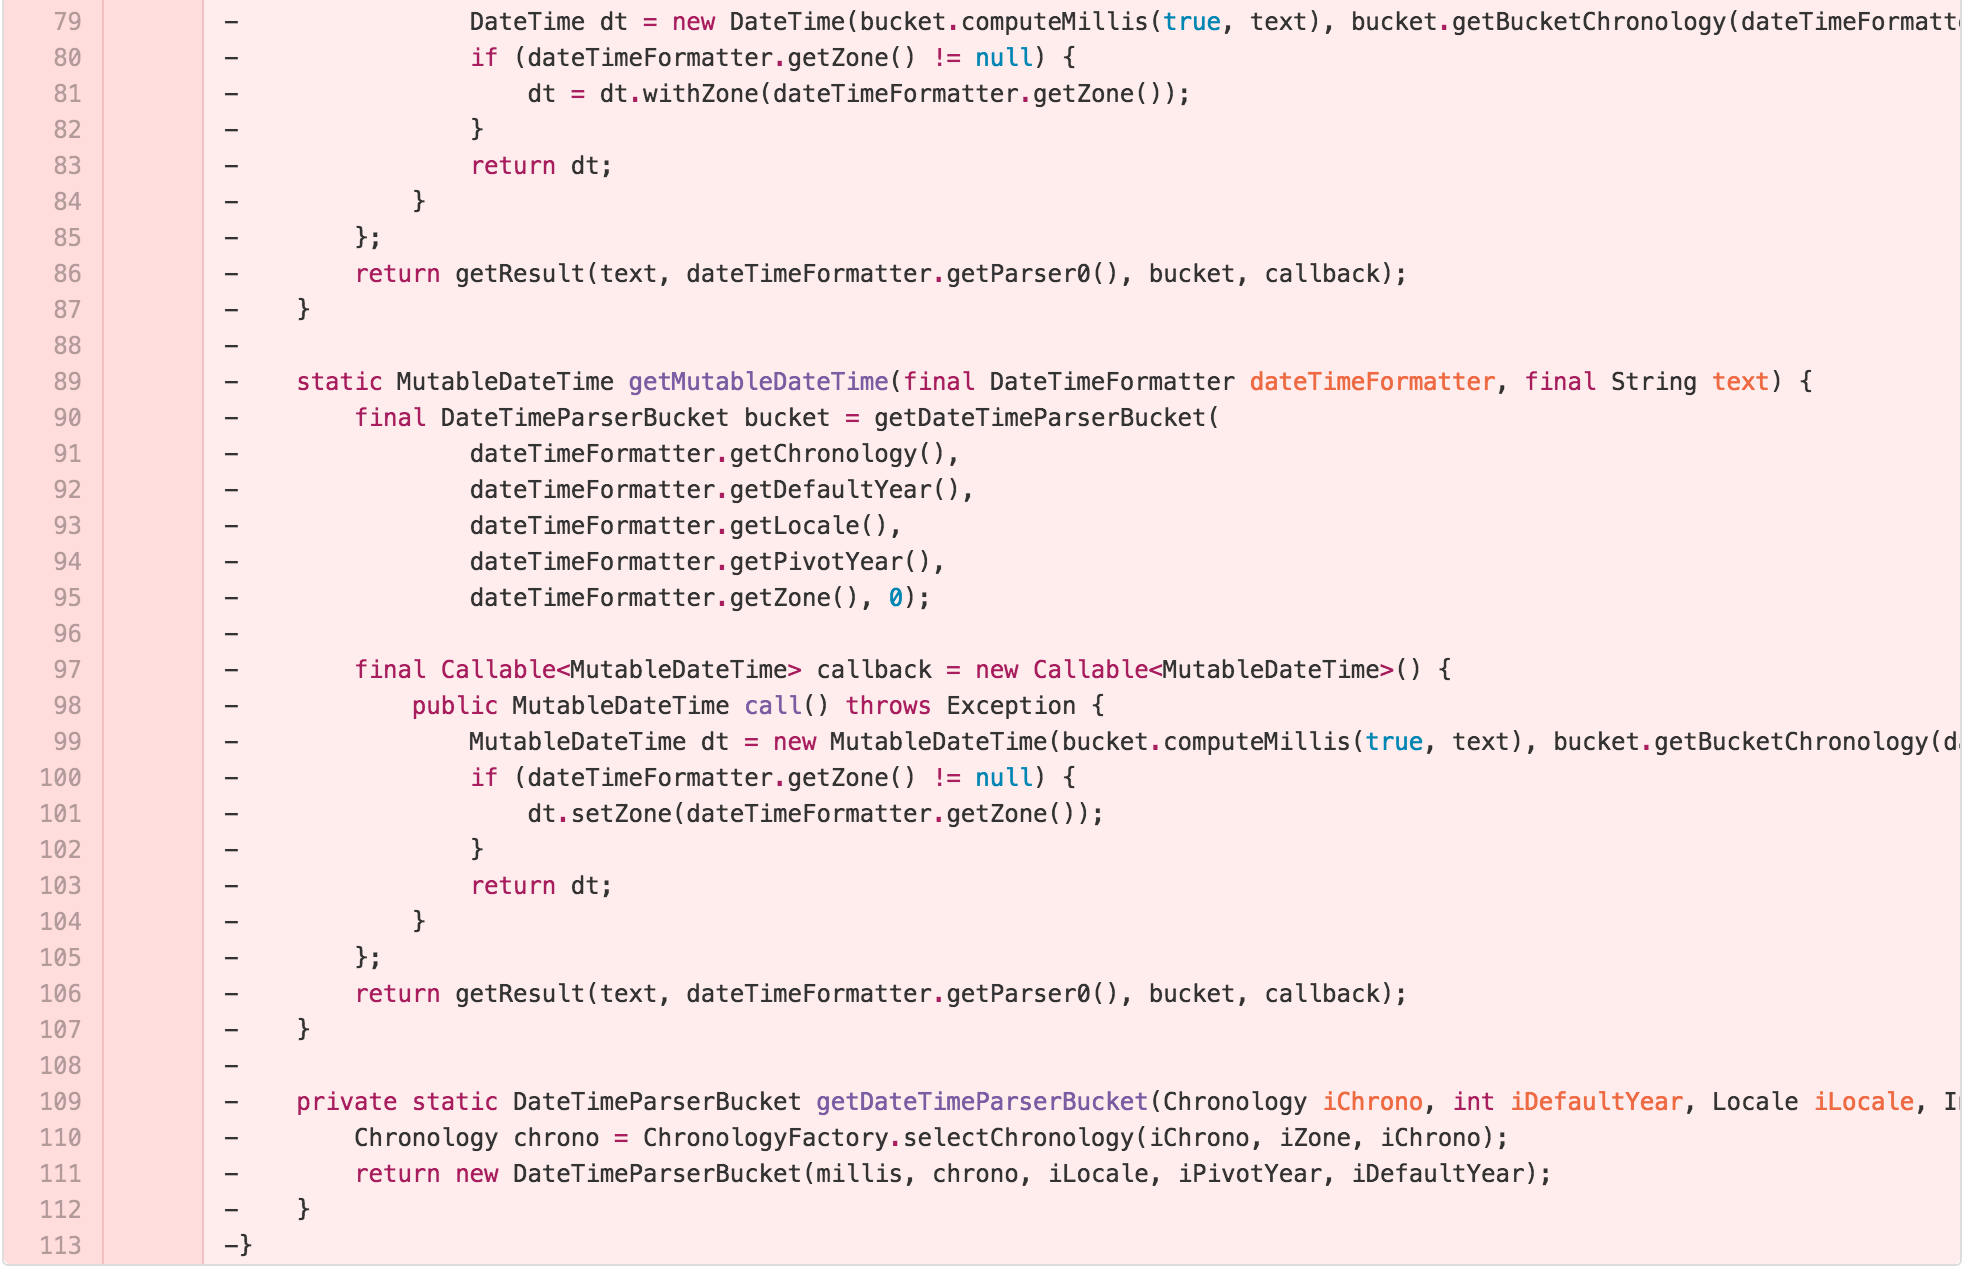 79 −                DateTime dt = new DateTime(bucket.computeMillis(true, text), bucket.getBucketChronology(dateTimeFormatt
80 −                if (dateTimeFormatter.getZone() != null) {
81 −                    dt = dt.withZone(dateTimeFormatter.getZone());
82 −                }
83 −                return dt;
84 −            }
85 −        };
86 −        return getResult(text, dateTimeFormatter.getParser0(), bucket, callback);
87 −    }
88 −
89 −    static MutableDateTime getMutableDateTime(final DateTimeFormatter dateTimeFormatter, final String text) {
90 −        final DateTimeParserBucket bucket = getDateTimeParserBucket(
91 −                dateTimeFormatter.getChronology(),
92 −                dateTimeFormatter.getDefaultYear(),
93 −                dateTimeFormatter.getLocale(),
94 −                dateTimeFormatter.getPivotYear(),
95 −                dateTimeFormatter.getZone(), 0);
96 −
97 −        final Callable<MutableDateTime> callback = new Callable<MutableDateTime>() {
98 −            public MutableDateTime call() throws Exception {
99 −                MutableDateTime dt = new MutableDateTime(bucket.computeMillis(true, text), bucket.getBucketChronology(d
100 −                if (dateTimeFormatter.getZone() != null) {
101 −                    dt.setZone(dateTimeFormatter.getZone());
102 −                }
103 −                return dt;
104 −            }
105 −        };
106 −        return getResult(text, dateTimeFormatter.getParser0(), bucket, callback);
107 −    }
108 −
109 −    private static DateTimeParserBucket getDateTimeParserBucket(Chronology iChrono, int iDefaultYear, Locale iLocale, I
110 −        Chronology chrono = ChronologyFactory.selectChronology(iChrono, iZone, iChrono);
111 −        return new DateTimeParserBucket(millis, chrono, iLocale, iPivotYear, iDefaultYear);
112 −    }
113 −}